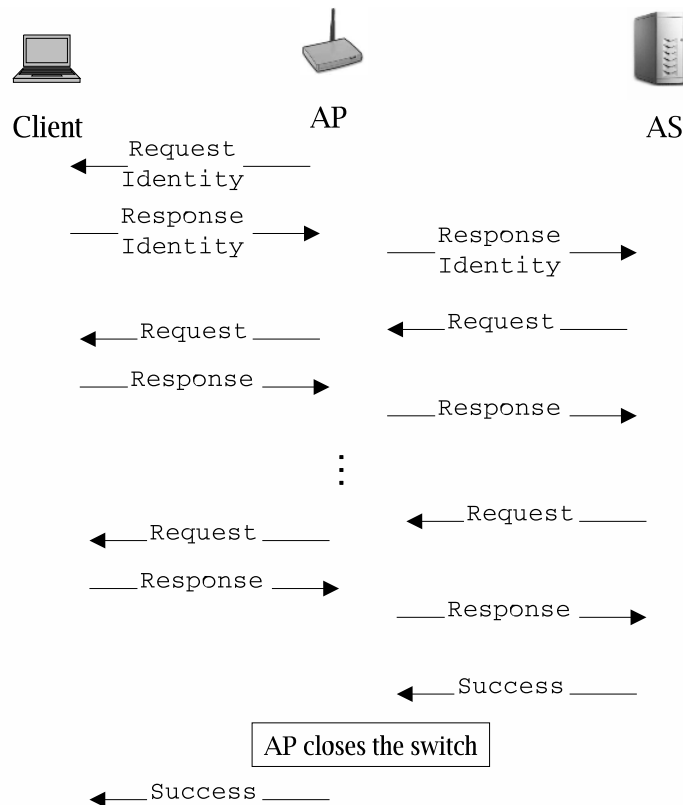 Client
AP
AS
Request
Identity
Response
Identity
Response
Identity
Request
Request
Response
Response
⋮
Request
Request
Response
Response
Success
AP closes the switch
Success